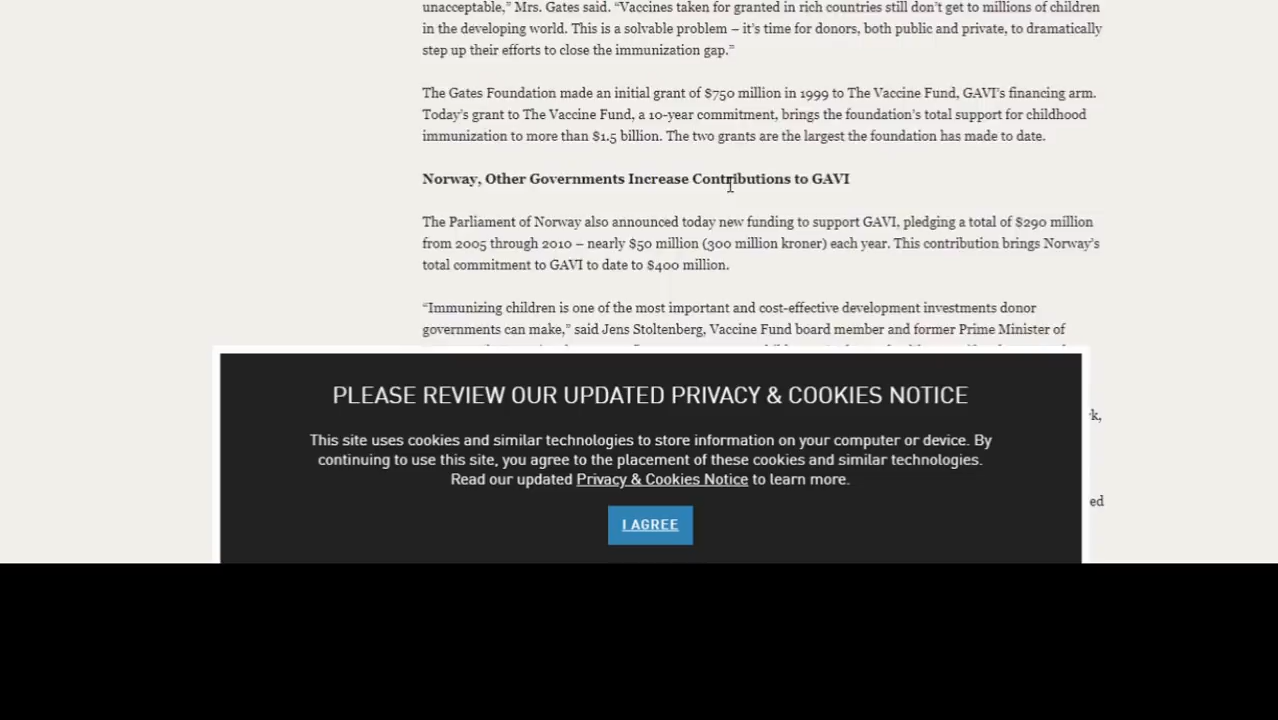 unacceptable,” Mrs. Gates said. “Vaccines taken for granted in rich countries still don’t get to millions of children
in the developing world. This is a solvable problem – it’s time for donors, both public and private, to dramatically
step up their efforts to close the immunization gap.”
The Gates Foundation made an initial grant of $750 million in 1999 to The Vaccine Fund, GAVI’s financing arm.
Today’s grant to The Vaccine Fund, a 10-year commitment, brings the foundation’s total support for childhood
immunization to more than $1.5 billion. The two grants are the largest the foundation has made to date.
Norway, Other Governments Increase Contributions to GAVI
The Parliament of Norway also announced today new funding to support GAVI, pledging a total of $290 million
from 2005 through 2010 – nearly $50 million (300 million kroner) each year. This contribution brings Norway’s
total commitment to GAVI to date to $400 million.
“Immunizing children is one of the most important and cost-effective development investments donor
governments can make,” said Jens Stoltenberg, Vaccine Fund board member and former Prime Minister of
PLEASE REVIEW OUR UPDATED PRIVACY & COOKIES NOTICE
This site uses cookies and similar technologies to store information on your computer or device. By
continuing to use this site, you agree to the placement of these cookies and similar technologies.
Read our updated Privacy & Cookies Notice to learn more.
I AGREE